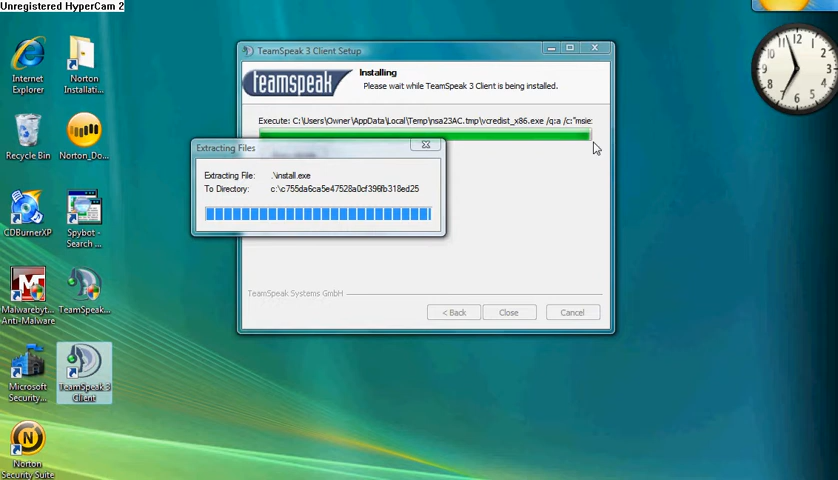 Unregistered HyperCam 2
Internet
Explorer
Norton
Installati...
Recycle Bin
Norton_Do...
CDBurnerXP
Spybot -
Search ...
Malwarebyt...
Anti-Malware
TeamSpeak...
Microsoft
Security...
TeamSpeak 3
Client
Norton
Security Suite
TeamSpeak 3 Client Setup
teamspeak
Installing
Please wait while TeamSpeak 3 Client is being installed.
Execute: C:\Users\Owner\AppData\Local\Temp\nsa23AC.tmp\vcredist_x86.exe /q:a /c:"msie
Extracting Files
Extracting File: .\install.exe
To Directory: c:\c755da6ca5e47528a0cf396fb318ed25
TeamSpeak Systems GmbH
< Back
Close
Cancel